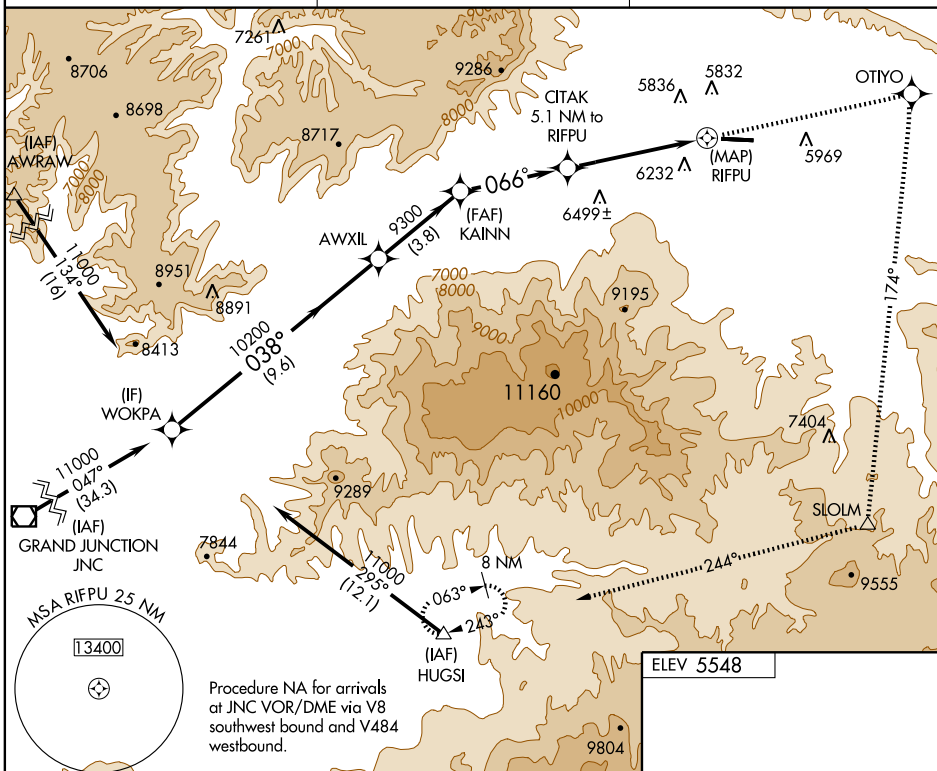 7261
7000
9000
8706
9286
8000
8698
8717
CITAK
5.1 NM to
RIFPU
5836
5832
OTIYO
(IAF)
AWRAW
7000
8000
(MAP)
RIFPU
5969
6232
066°
6499±
(FAF)
KAINN
9300
(3.8)
AWXIL
11000
134°
(16)
8951
8891
8413
7000
8000
9000
9195
174°
10200
038°
(9.6)
11160
10000
(IF)
WOKPA
7404
11000
047°
(34.3)
9289
(IAF)
GRAND JUNCTION
JNC
7844
SLOLM
244°
9555
11000
295°
(12.1)
8 NM
063°
243°
(IAF)
HUGSI
MSA RIFPU 25 NM
13400
Procedure NA for arrivals
at JNC VOR/DME via V8
southwest bound and V484
westbound.
ELEV 5548
9804